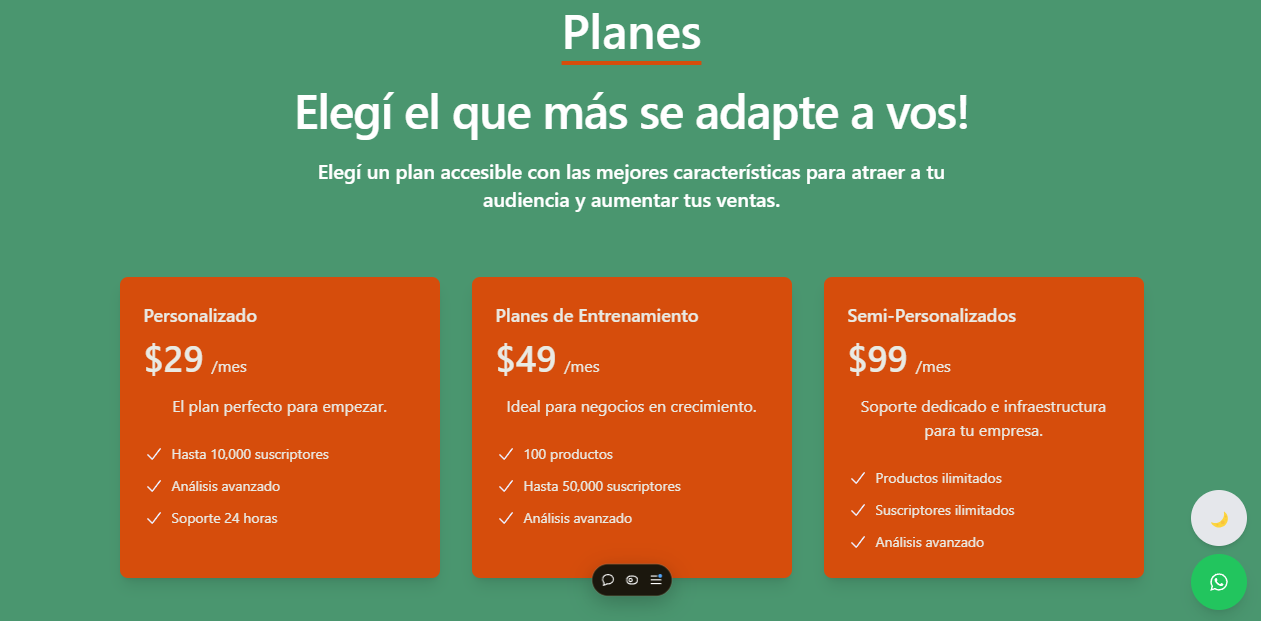 Planes
Elegí el que más se adapte a vos!
Elegí un plan accesible con las mejores características para atraer a tu
audiencia y aumentar tus ventas.
Personalizado
$29 /mes
El plan perfecto para empezar.
Hasta 10,000 suscriptores
Análisis avanzado
Soporte 24 horas
Planes de Entrenamiento
$49 /mes
Ideal para negocios en crecimiento.
100 productos
Hasta 50,000 suscriptores
Análisis avanzado
Semi-Personalizados
$99 /mes
Soporte dedicado e infraestructura
para tu empresa.
Productos ilimitados
Suscriptores ilimitados
Análisis avanzado